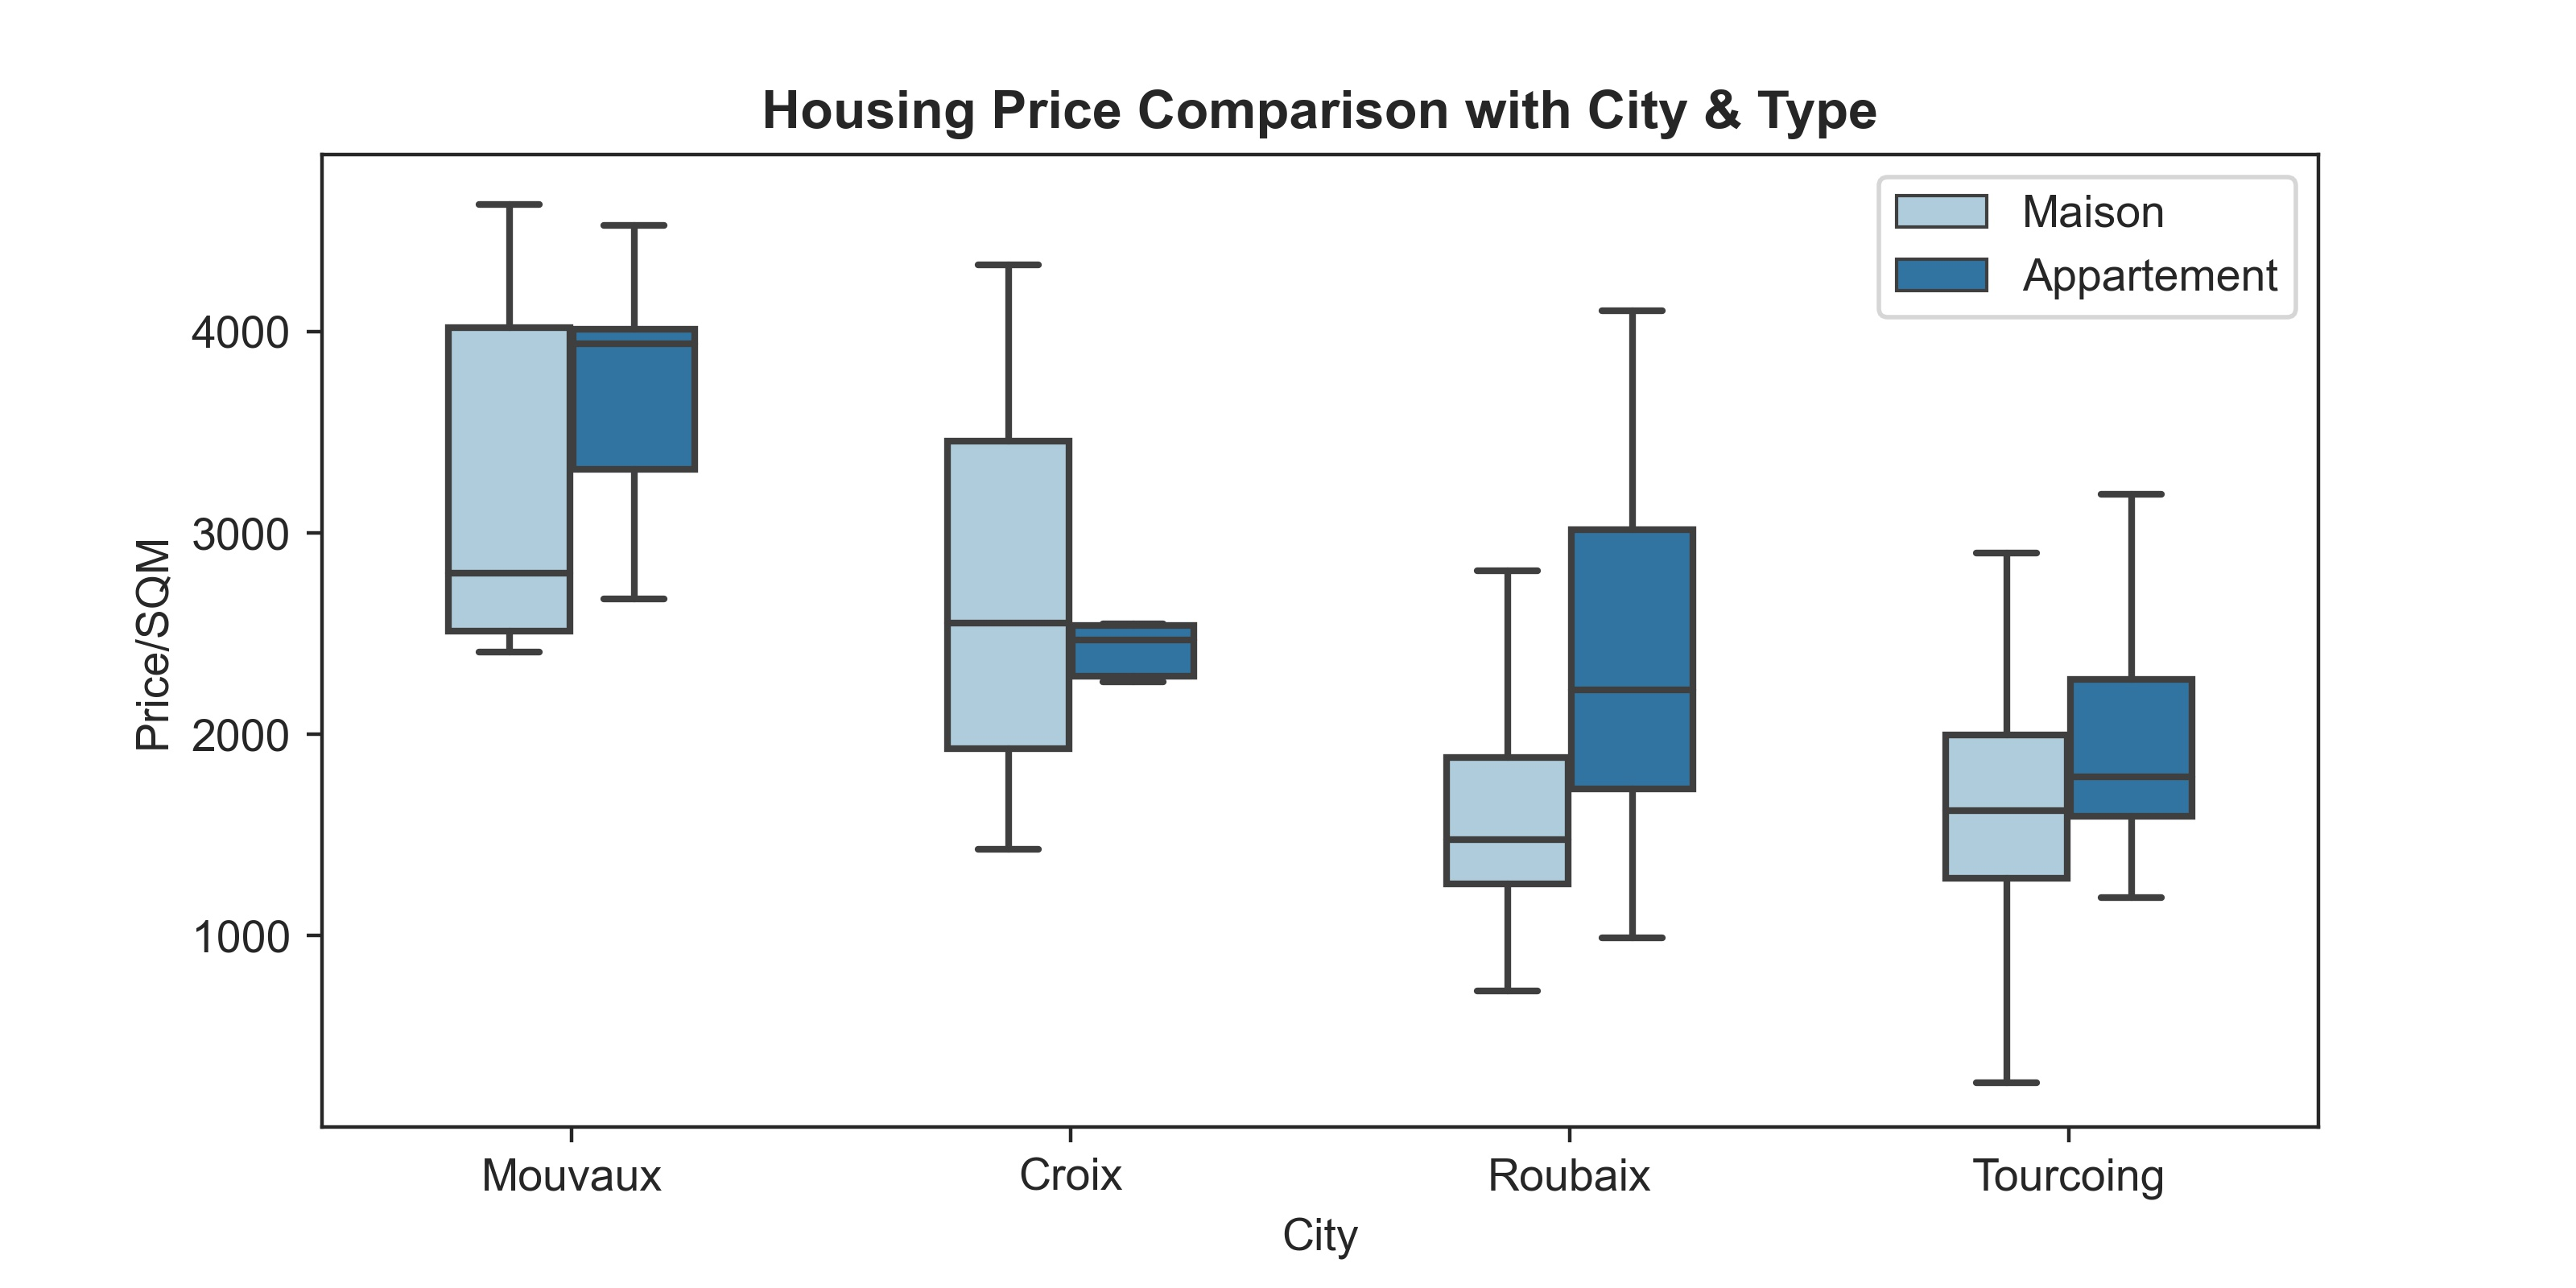 Housing Price Comparison with City & Type
Maison
Appartement
Price/SQM
4000
3000
2000
1000
Mouvaux
Croix
Roubaix
Tourcoing
City